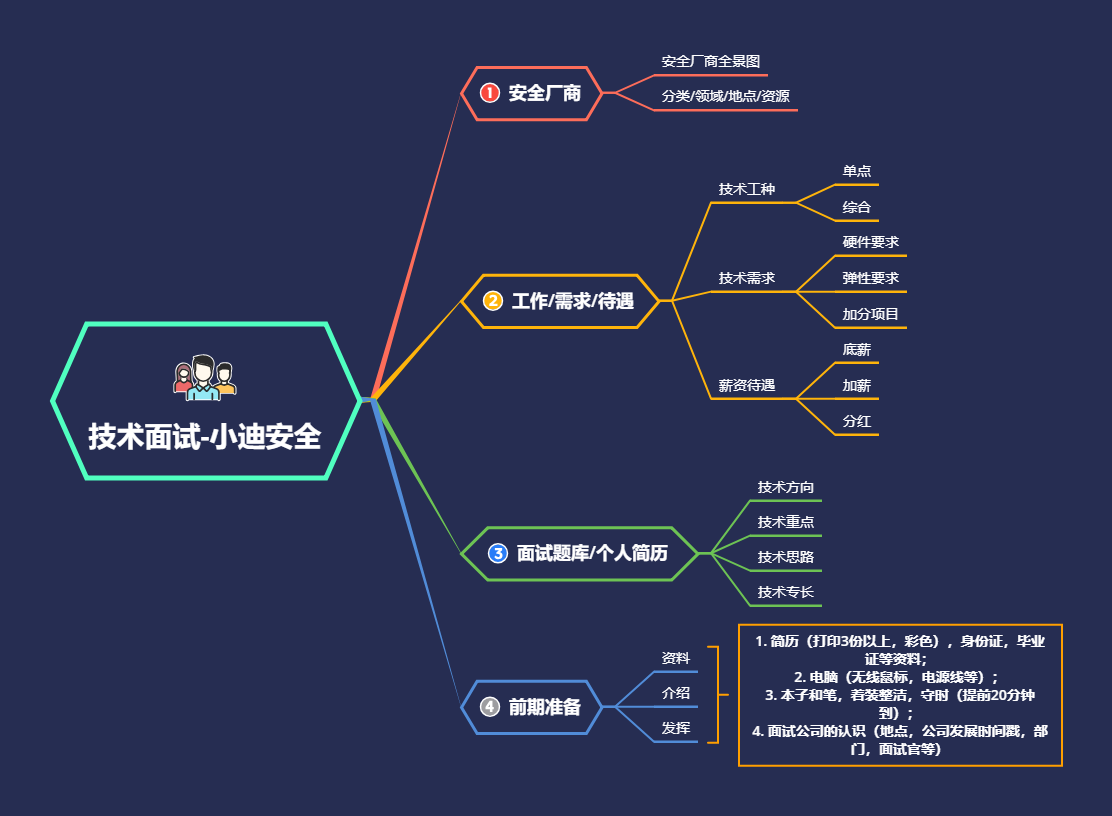 技术面试-小迪安全
1 安全厂商
安全厂商全景图
分类/领域/地点/资源
2 工作/需求/待遇
技术工种
单点
综合
技术需求
硬件要求
弹性要求
加分项目
薪资待遇
底薪
加薪
分红
3 面试题库/个人简历
技术方向
技术重点
技术思路
技术专长
4 前期准备
资料
介绍
发挥
1. 简历（打印3份以上，彩色），身份证，毕业
证等资料；
2. 电脑（无线鼠标，电源线等）；
3. 本子和笔，着装整洁，守时（提前20分钟
到）；
4. 面试公司的认识（地点，公司发展时间戳，部
门，面试官等）